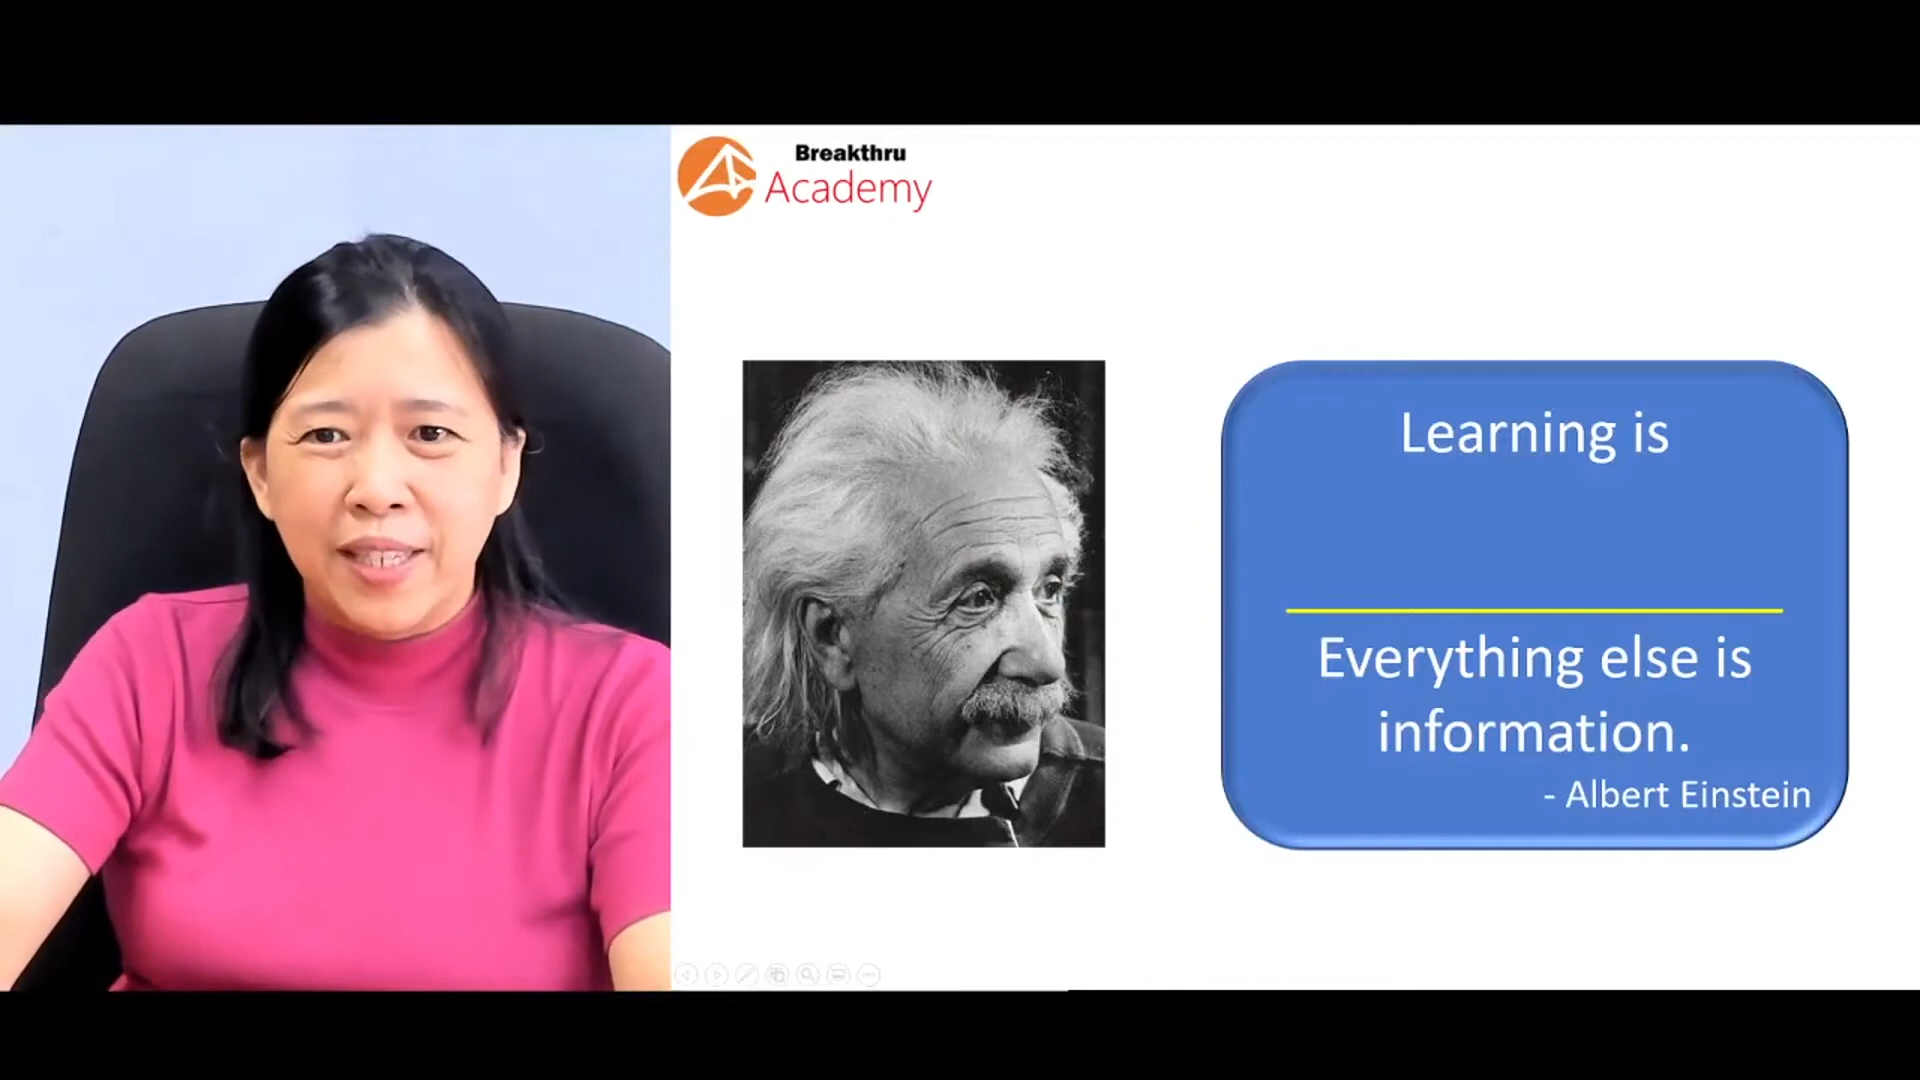 Breakthru
Academy
Learning is
Everything else is
information.
- Albert Einstein